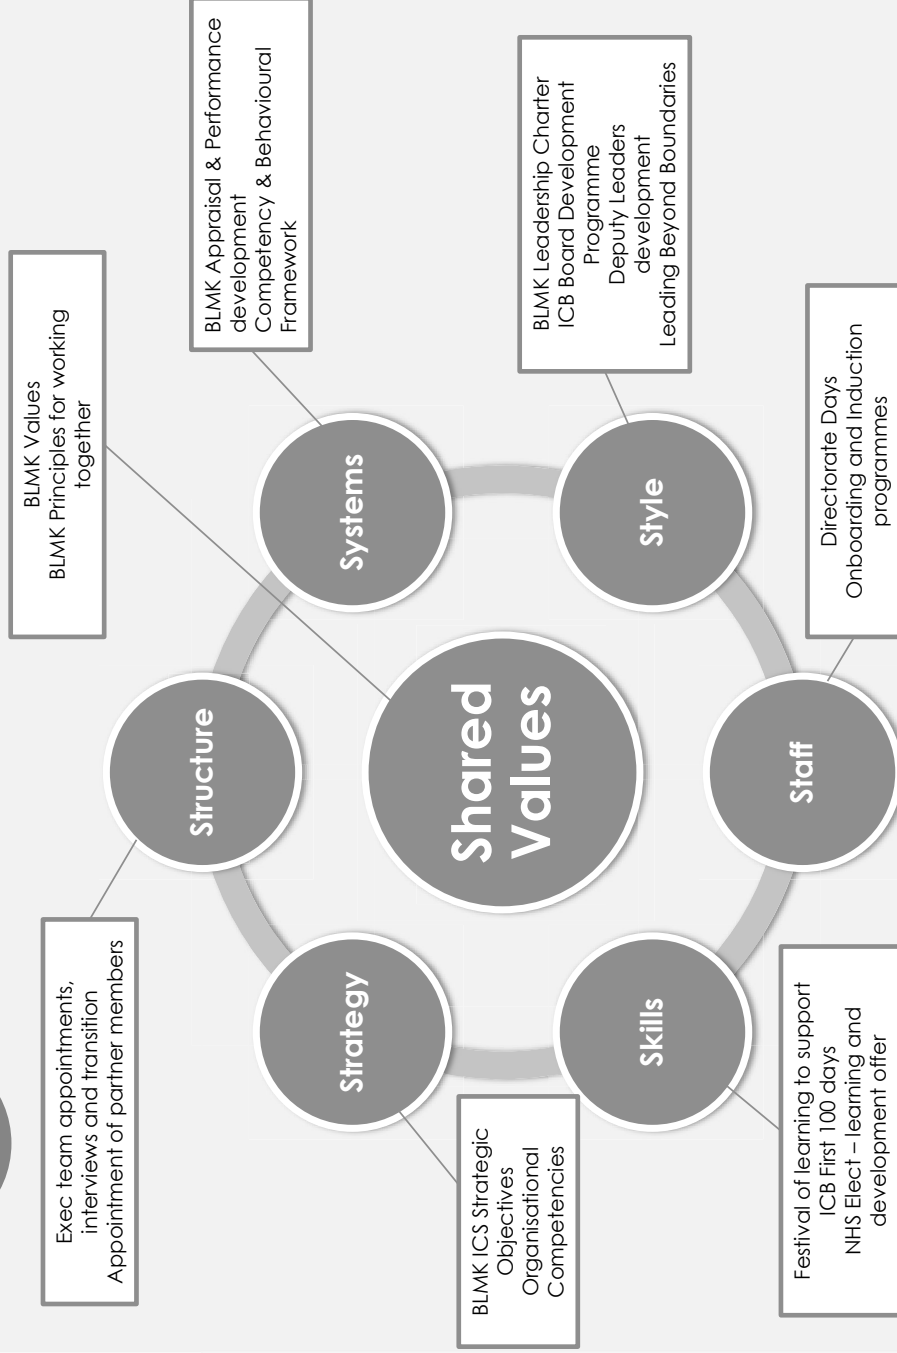 BLMK Values
BLMK Principles for working
together
Exec team appointments,
interviews and transition
Appointment of partner members
Structure
BLMK Appraisal & Performance
development
Competency & Behavioural
Framework
Strategy
Systems
BLMK ICS Strategic
Objectives
Organisational
Competencies
Shared
Values
BLMK Leadership Charter
ICB Board Development
Programme
Deputy Leaders
development
Leading Beyond Boundaries
Skills
Style
Festival of learning to support
ICB First 100 days
NHS Elect – learning and
development offer
Staff
Directorate Days
Onboarding and Induction
programmes